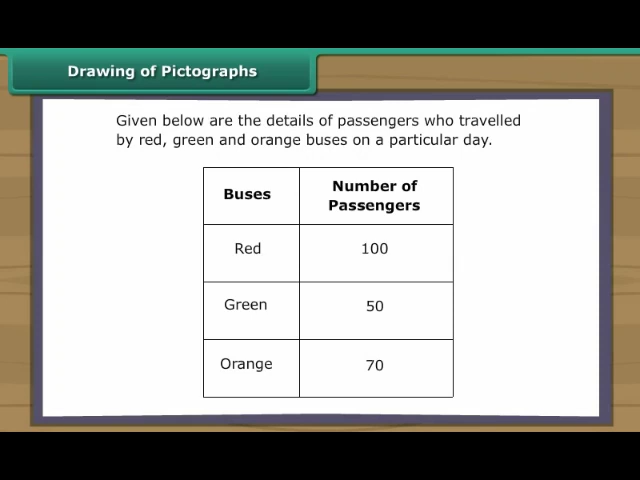 Drawing of Pictographs
Given below are the details of passengers who travelled
by red, green and orange buses on a particular day.
Buses
Number of
Passengers
Red
100
Green
50
Orange
70